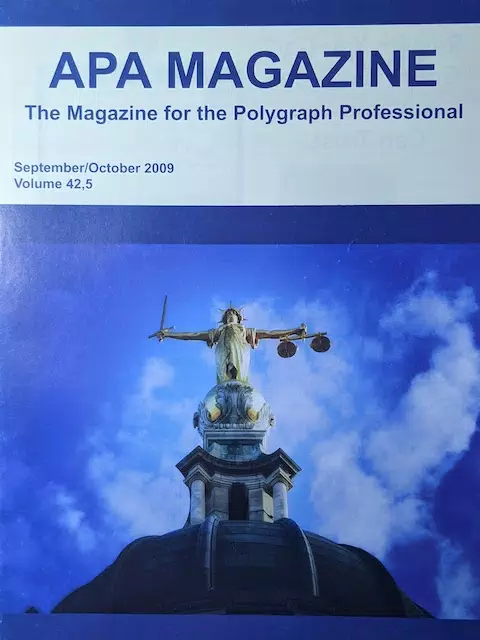 APA MAGAZINE
The Magazine for the Polygraph Professional
September/October 2009
Volume 42,5